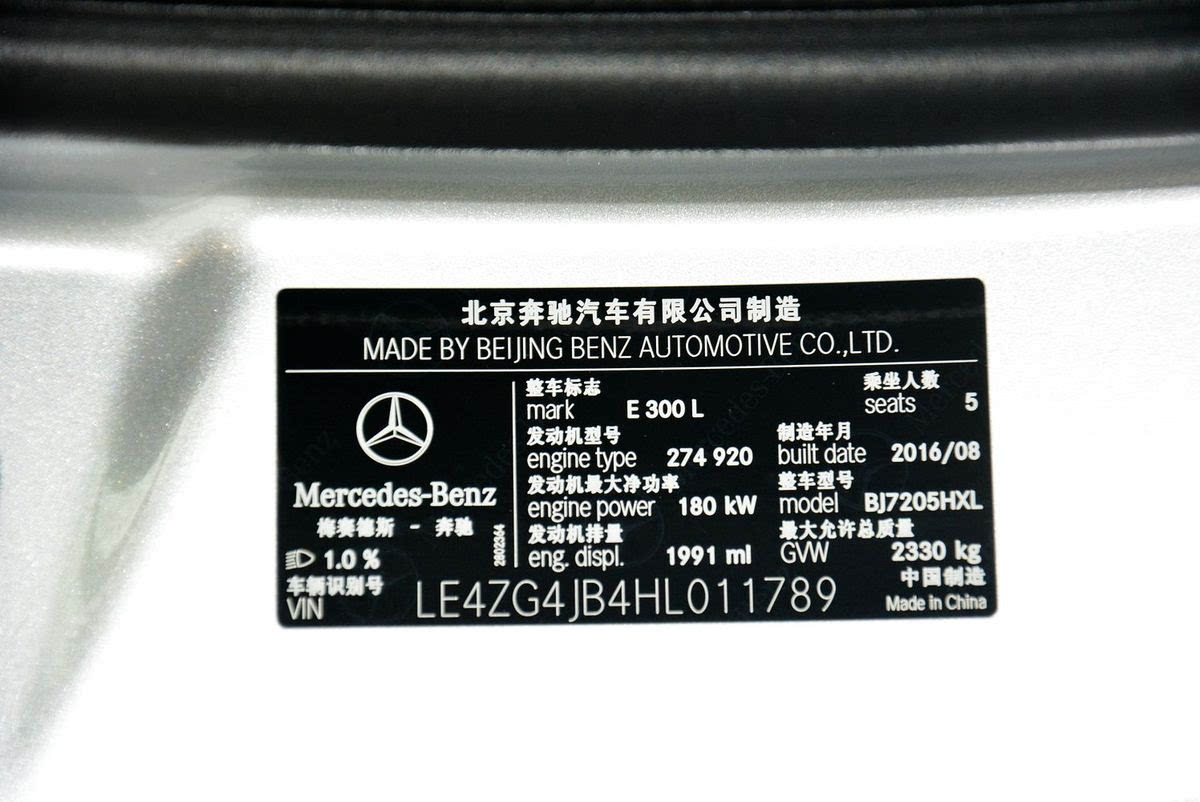 北京奔驰汽车有限公司制造
MADE BY BEIJING BENZ AUTOMOTIVE CO.,LTD.
Mercedes-Benz
梅赛德斯 - 奔驰
1.0 %
2802364
整车标志
mark E 300 L
乘坐人数
seats 5
发动机型号
engine type 274 920
制造年月
built date 2016/08
发动机最大净功率
engine power 180 kW
整车型号
model BJ7205HXL
发动机排量
eng. displ. 1991 ml
最大允许总质量
GVW 2330 kg
车辆识别号
VIN LE4ZG4JB4HL011789
中国制造
Made in China